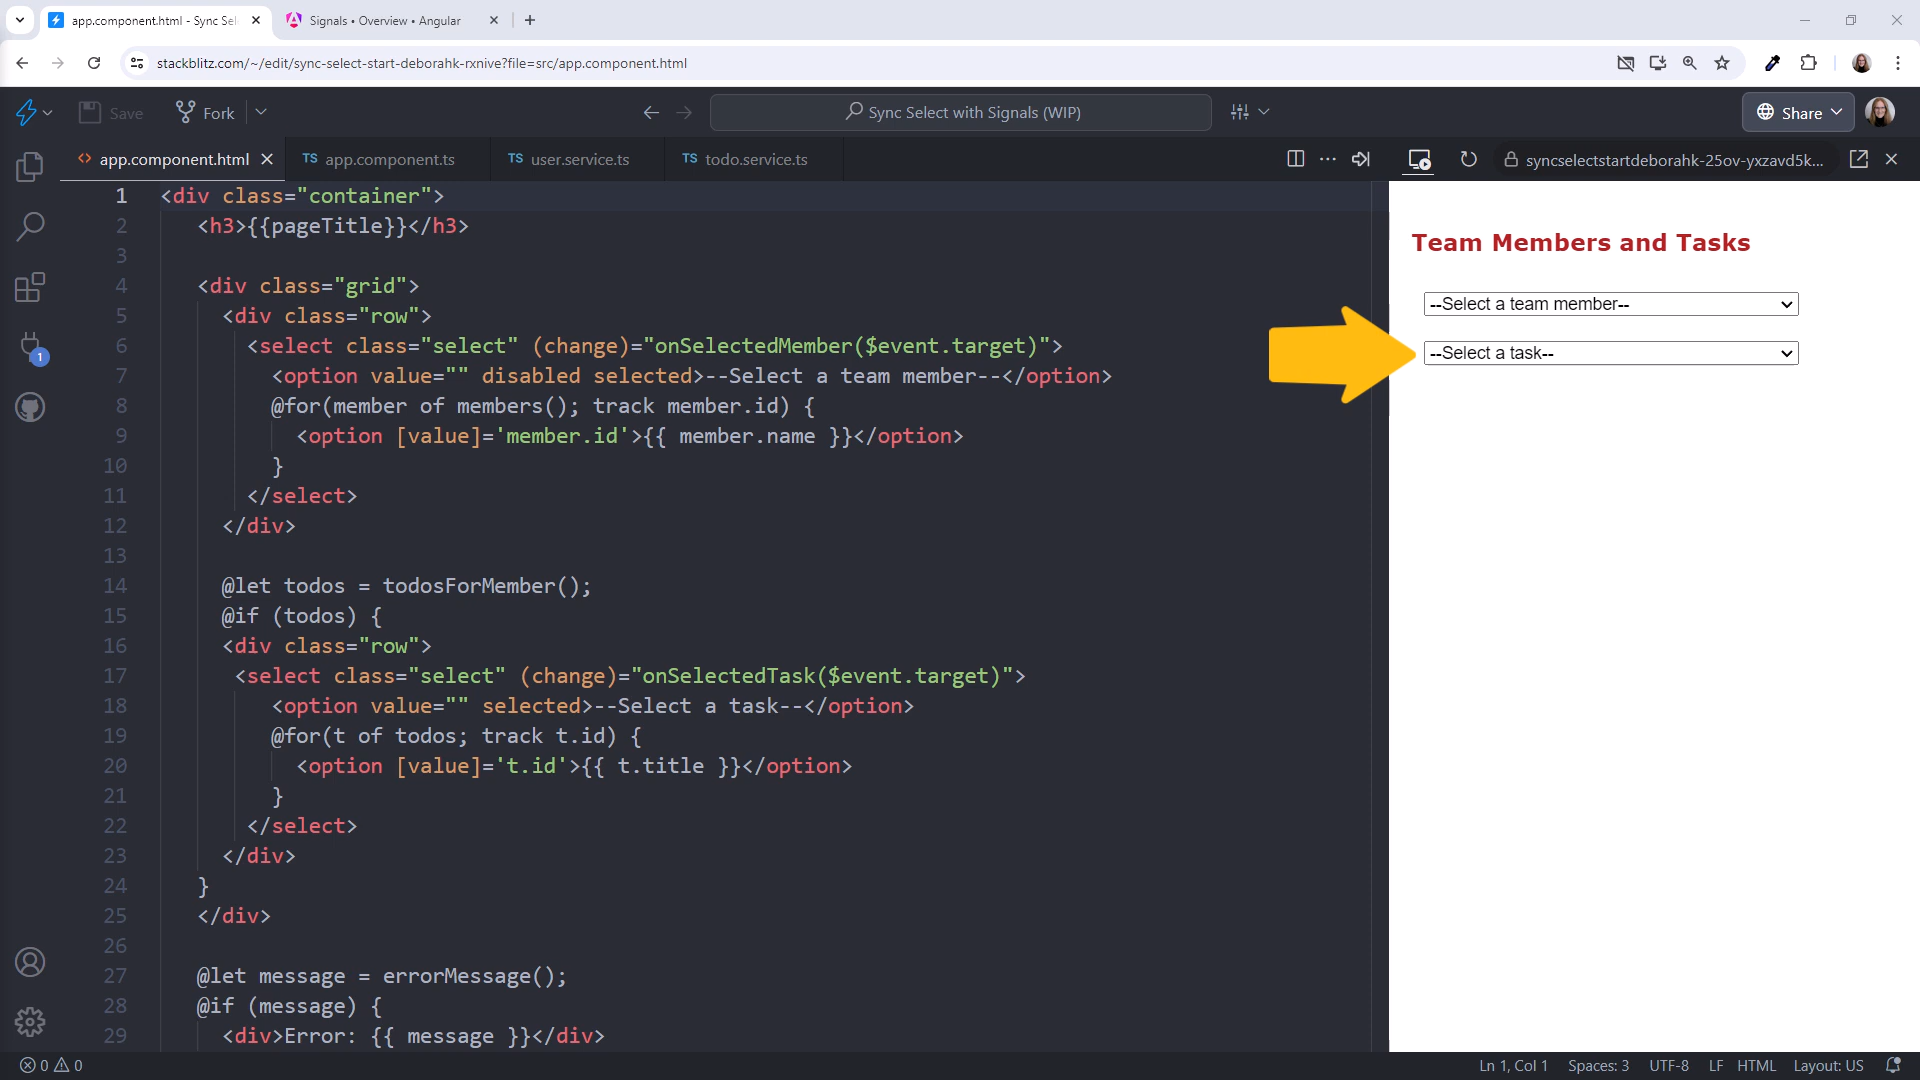 app.component.html - Sync Sel
Signals • Overview • Angular
stackblitz.com/~/edit/sync-select-start-deborahk-rxnive?file=src/app.component.html
Save
Fork
Sync Select with Signals (WIP)
Share
app.component.html
TS app.component.ts
TS user.service.ts
TS todo.service.ts
syncselectstartdeborahk-25ov-yxzavd5k...
1 <div class="container">
2 <h3>{{pageTitle}}</h3>
3
4 <div class="grid">
5 <div class="row">
6 <select class="select" (change)="onSelectedMember($event.target)">
7 <option value="" disabled selected>--Select a team member--</option>
8 @for(member of members(); track member.id) {
9 <option [value]='member.id'>{{ member.name }}</option>
10 }
11 </select>
12 </div>
13
14 @let todos = todosForMember();
15 @if (todos) {
16 <div class="row">
17 <select class="select" (change)="onSelectedTask($event.target)">
18 <option value="" selected>--Select a task--</option>
19 @for(t of todos; track t.id) {
20 <option [value]='t.id'>{{ t.title }}</option>
21 }
22 </select>
23 </div>
24 }
25 </div>
26
27 @let message = errorMessage();
28 @if (message) {
29 <div>Error: {{ message }}</div>
1
Team Members and Tasks
--Select a team member--
--Select a task--
0 0
Ln 1, Col 1
Spaces: 3
UTF-8
LF
HTML
Layout: US